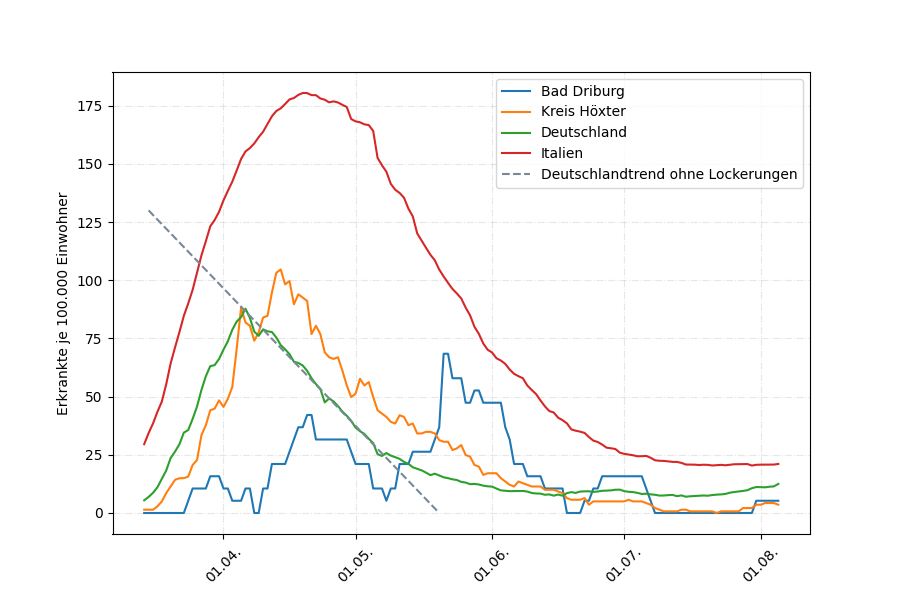 Bad Driburg
Kreis Höxter
Deutschland
Italien
Deutschlandtrend ohne Lockerungen
Erkrankte je 100.000 Einwohner
175
150
125
100
75
50
25
0
01.04.
01.05.
01.06.
01.07.
01.08.